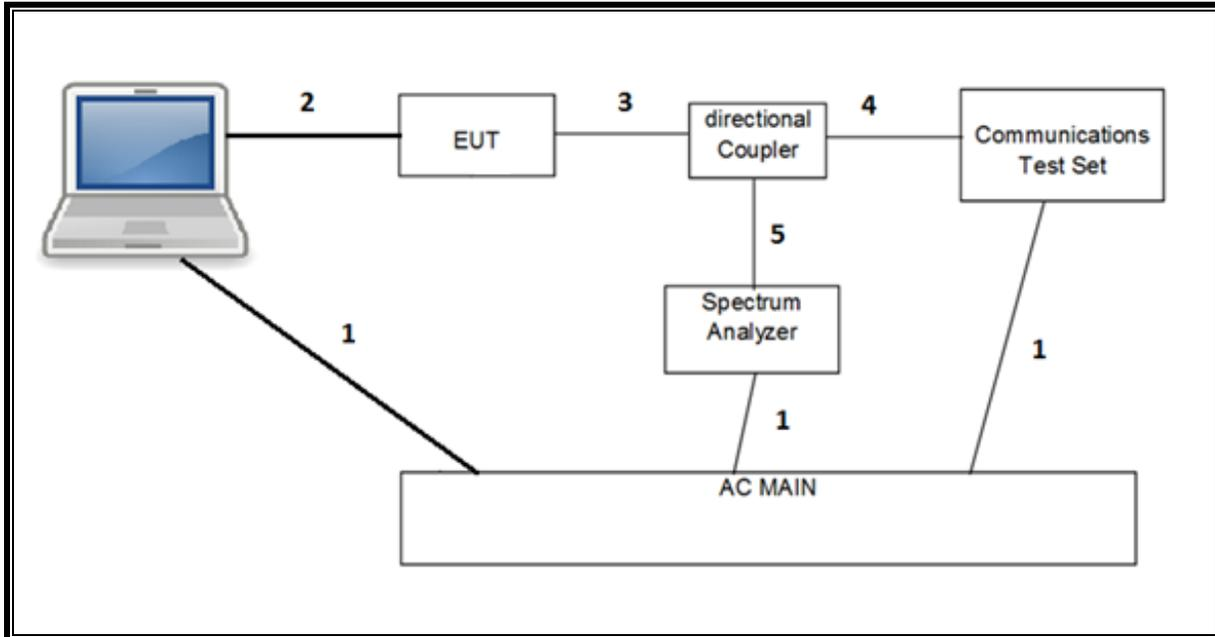 2
EUT
3
directional
Coupler
4
Communications
Test Set
5
Spectrum
Analyzer
1
1
1
AC MAIN